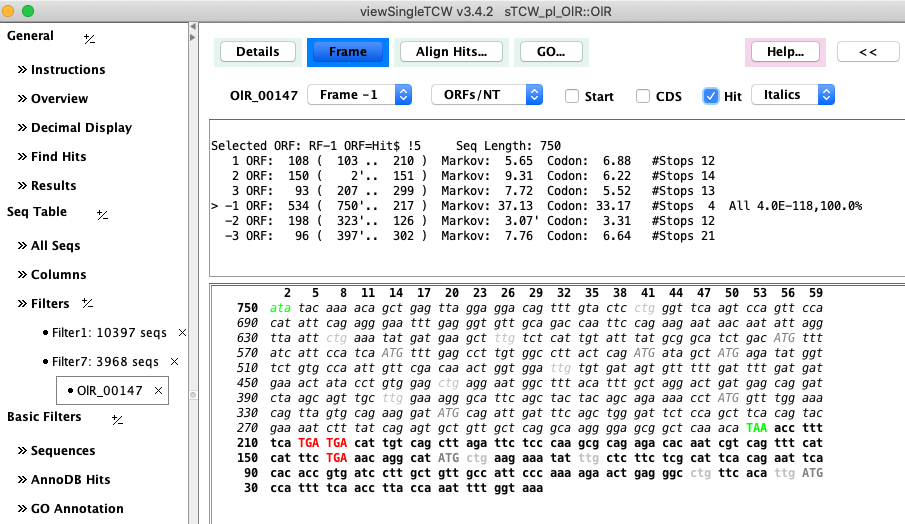 viewSingleTCW v3.4.2   sTCW_pl_OlR::OlR
General +/-
» Instructions
» Overview
» Decimal Display
» Find Hits
» Results
Seq Table +/-
» All Seqs
» Columns
» Filters +/-
• Filter1: 10397 seqs ×
• Filter7: 3968 seqs ×
• OlR_00147 ×
Basic Filters +/-
» Sequences
» AnnoDB Hits
» GO Annotation
Details Frame Align Hits... GO... Help... <<
OlR_00147 Frame -1 ORFs/NT Start CDS Hit Italics
Selected ORF: RF-1 ORF=Hit$ !5    Seq Length: 750
1 ORF:  108 (  103 ..  210 )  Markov:  5.65  Codon:  6.88   #Stops 12
2 ORF:  150 (    2'..  151 )  Markov:  9.31  Codon:  6.22   #Stops 14
3 ORF:   93 (  207 ..  299 )  Markov:  7.72  Codon:  5.52   #Stops 13
> -1 ORF:  534 (  750'..  217 )  Markov: 37.13  Codon: 33.17   #Stops  4  All 4.0E-118,100.0%
-2 ORF:  198 (  323'..  126 )  Markov:  3.07' Codon:  3.31   #Stops 12
-3 ORF:   96 (  397'..  302 )  Markov:  7.76  Codon:  6.64   #Stops 21
2 5 8 11 14 17 20 23 26 29 32 35 38 41 44 47 50 53 56 59
750 ata tac aaa aca gct gag tta gga gga cag ttt gta ctc ctg ggt tca agt cca gtt cca
690 cat att cag agg gaa ttt gag ggt gtt gca gac caa ttc aga gat aac aac aat att agg
630 tta att ctg aaa gat gat gaa gct ttg tct cat tgt att tat gcg gca tct gac ATG ttt
570 atc att cca tca ATG ttt gag cct tgt ggc ctt act cag ATG ata gct ATG aga tat ggt
510 tct gtg cca att gtt cga caa act ggt gga ttg tgt gat agt gtt ttt gat ttt gat gat
450 gaa act ata cct gtg gag ctg agg aat gga ttc aca ttt gct agg act gat gag cag gat
390 cta agc agt gct ttg gaa aga gca tac agc agc aga aaa cct ATG gtt tgg aaa
330 cag tta gtg cag aag gat ATG cag att gat ttc agc tgg gat tct cca gct tca cag tac
270 gaa aat ctt tat cag agt gca gtt gct cgt gca agg gga gcg gct caa aca TAA acc ttt
210 tca TGA TGA cat tgt cag ctt aga ttc tcc caa gcg cag aga cac aat cgt cag ttt cat
150 cat ttc TGA aac agg cat ATG ctg aag aaa tat ttg ctc ttc tcg cat tca cag aat tca
90 cac acc gtg atc ctt gct gtt gcc att ccc aaa aga act gag ggc ctg ttc aca ttg ATG
30 cca ttt tca acc tta cca aat ttt ggt aaa